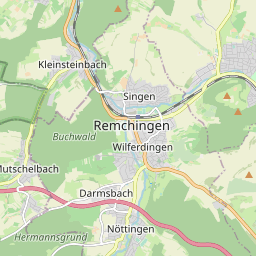 Kleinsteinbach
Singen
Remchingen
Buchwald
Wilferdingen
Mutschelbach
Darmsbach
Nöttingen
Hermannsgrund